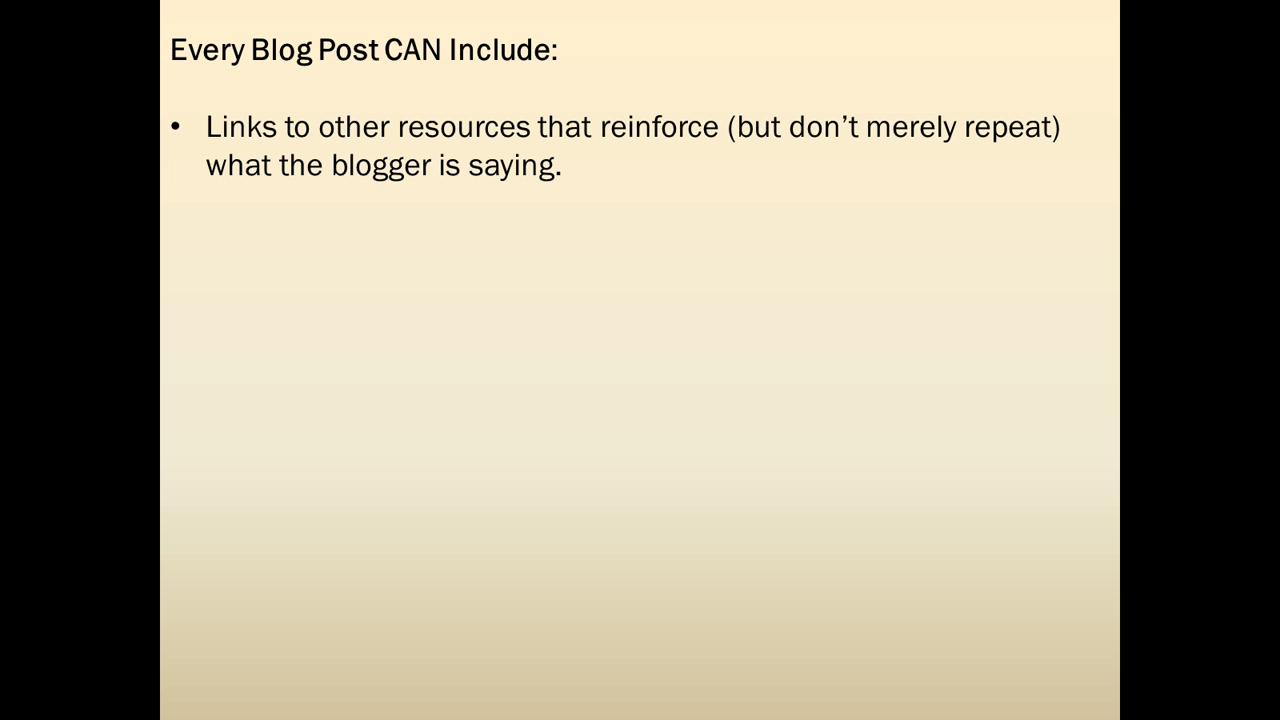 Every Blog Post CAN Include:
• Links to other resources that reinforce (but don’t merely repeat)
what the blogger is saying.